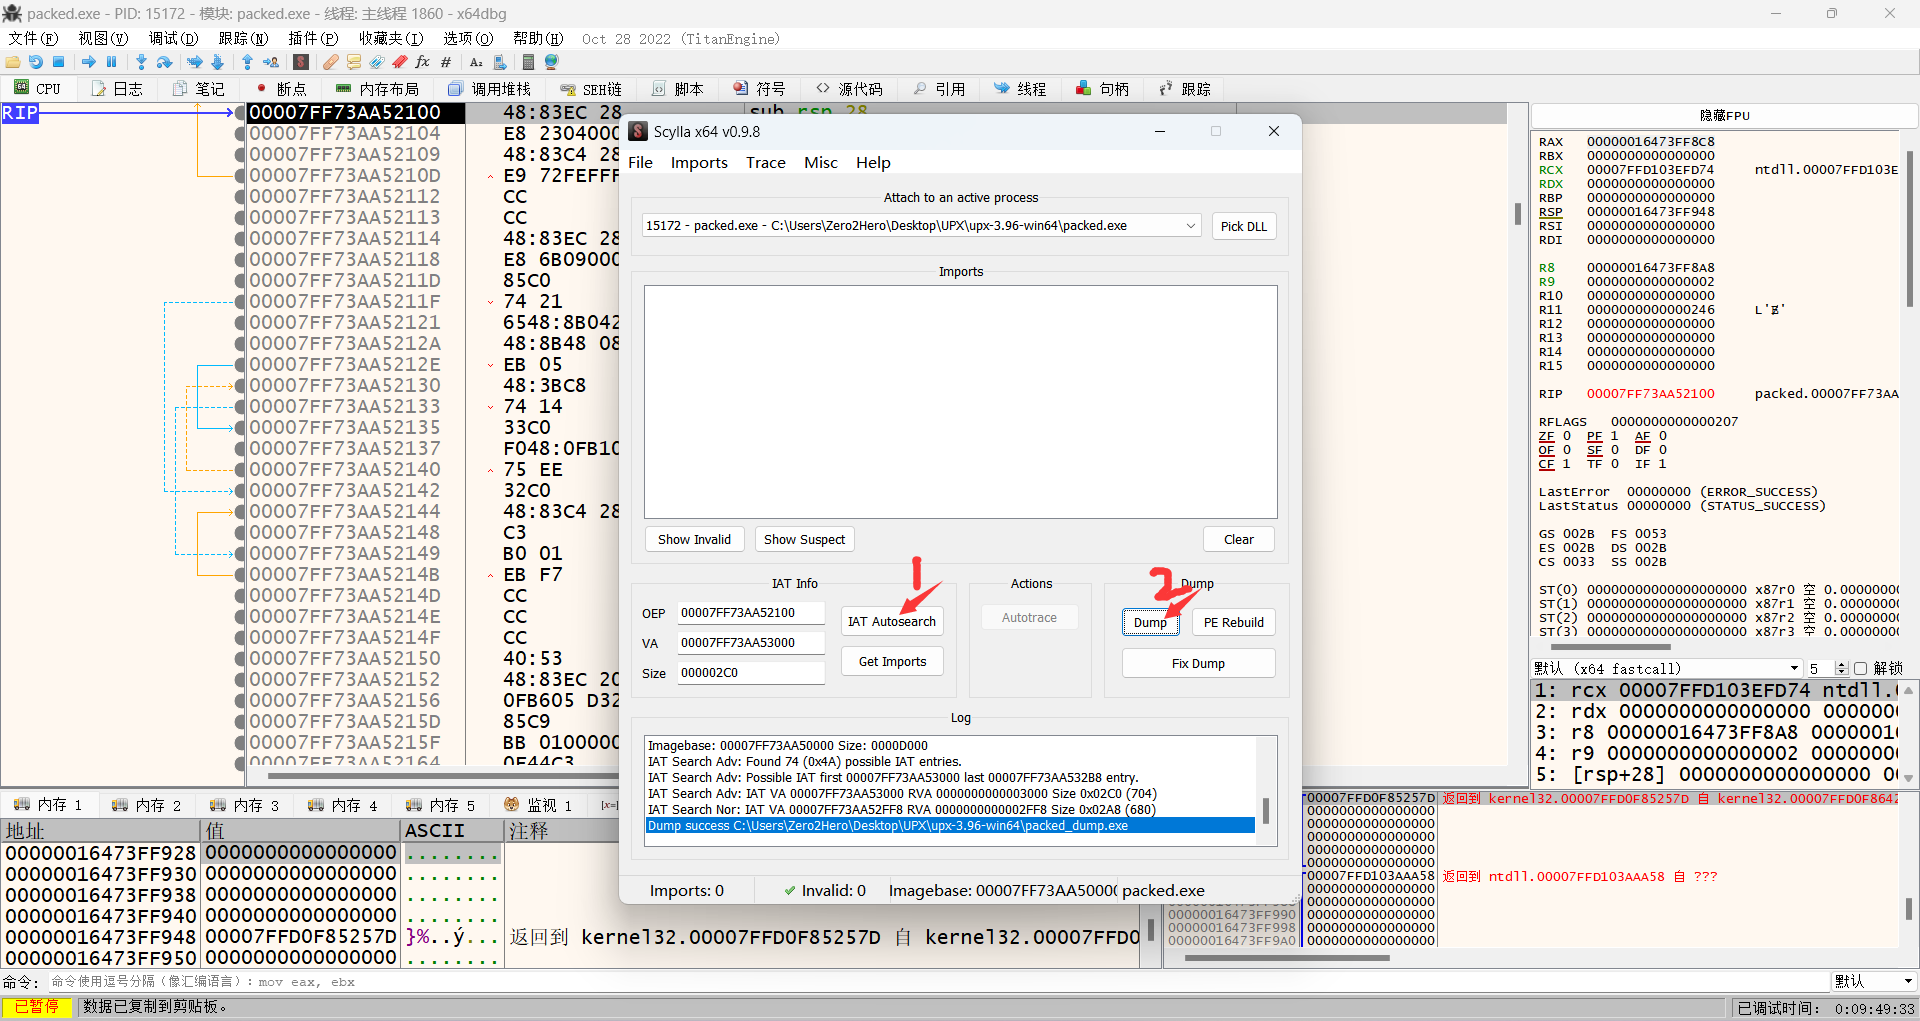 packed.exe - PID: 15172 - 模块: packed.exe - 线程: 主线程 1860 - x64dbg
文件(F) 视图(V) 调试(D) 跟踪(N) 插件(P) 收藏夹(I) 选项(O) 帮助(H) Oct 28 2022 (TitanEngine)
CPU 日志 笔记 断点 内存布局 调用堆栈 SEH链 脚本 符号 源代码 引用 线程 句柄 跟踪
RIP
00007FF73AA52100 48:83EC 28 sub rsp,28
00007FF73AA52104 E8 2304000
00007FF73AA52109 48:83C4 28
00007FF73AA5210D E9 72FEFFF
00007FF73AA52112 CC
00007FF73AA52113 CC
00007FF73AA52114 48:83EC 28
00007FF73AA52118 E8 6B09000
00007FF73AA5211D 85C0
00007FF73AA5211F 74 21
00007FF73AA52121 6548:8B042
00007FF73AA5212A 48:8B48 08
00007FF73AA5212E EB 05
00007FF73AA52130 48:3BC8
00007FF73AA52133 74 14
00007FF73AA52135 33C0
00007FF73AA52137 F048:0FB10
00007FF73AA52140 75 EE
00007FF73AA52142 32C0
00007FF73AA52144 48:83C4 28
00007FF73AA52148 C3
00007FF73AA52149 B0 01
00007FF73AA5214B EB F7
00007FF73AA5214D CC
00007FF73AA5214E CC
00007FF73AA5214F CC
00007FF73AA52150 40:53
00007FF73AA52152 48:83EC 20
00007FF73AA52156 0FB605 D32
00007FF73AA5215D 85C9
00007FF73AA5215F BB 0100000
00007FF73AA52164 0F44C3
Scylla x64 v0.9.8
File Imports Trace Misc Help
Attach to an active process
15172 - packed.exe - C:\Users\Zero2Hero\Desktop\UPX\upx-3.96-win64\packed.exe
Pick DLL
Imports
Show Invalid Show Suspect Clear
IAT Info 1 Actions 2 Dump
OEP 00007FF73AA52100 IAT Autosearch Autotrace Dump PE Rebuild
VA 00007FF73AA53000
Get Imports Fix Dump
Size 000002C0
Log
Imagebase: 00007FF73AA50000 Size: 0000D000
IAT Search Adv: Found 74 (0x4A) possible IAT entries.
IAT Search Adv: Possible IAT first 00007FF73AA53000 last 00007FF73AA532B8 entry.
IAT Search Adv: IAT VA 00007FF73AA53000 RVA 0000000000003000 Size 0x02C0 (704)
IAT Search Nor: IAT VA 00007FF73AA52FF8 RVA 0000000000002FF8 Size 0x02A8 (680)
Dump success C:\Users\Zero2Hero\Desktop\UPX\upx-3.96-win64\packed_dump.exe
Imports: 0 Invalid: 0 Imagebase: 00007FF73AA50000 packed.exe
隐藏FPU
RAX 00000016473FF8C8
RBX 0000000000000000
RCX 00007FFD103EFD74 ntdll.00007FFD103E
RDX 0000000000000000
RBP 0000000000000000
RSP 00000016473FF948
RSI 0000000000000000
RDI 0000000000000000
R8 00000016473FF8A8
R9 0000000000000002
R10 0000000000000000
R11 0000000000000246
R12 0000000000000000
R13 0000000000000000
R14 0000000000000000
R15 0000000000000000
RIP 00007FF73AA52100 packed.00007FF73AA
RFLAGS 0000000000000207
ZF 0 PF 1 AF 0
OF 0 SF 0 DF 0
CF 1 TF 0 IF 1
LastError 00000000 (ERROR_SUCCESS)
LastStatus 00000000 (STATUS_SUCCESS)
GS 002B FS 0053
ES 002B DS 002B
CS 0033 SS 002B
ST(0) 00000000000000000000 x87r0 空 0.0000000
ST(1) 00000000000000000000 x87r1 空 0.0000000
ST(2) 00000000000000000000 x87r2 空 0.0000000
ST(3) 00000000000000000000 x87r3 空 0.0000000
默认 (x64 fastcall) 5 解锁
1: rcx 00007FFD103EFD74 ntdll.
2: rdx 0000000000000000 000000
3: r8 00000016473FF8A8 0000001
4: r9 0000000000000002 000000
5: [rsp+28] 0000000000000000 0
内存 1 内存 2 内存 3 内存 4 内存 5 监视 1 [x=]
地址 值 ASCII 注释
00000016473FF928 0000000000000000 ........
00000016473FF930 0000000000000000 ........
00000016473FF938 0000000000000000 ........
00000016473FF940 0000000000000000 ........
00000016473FF948 00007FFD0F85257D }%..ý... 返回到 kernel32.00007FFD0F85257D 自 kernel32.00007FFD0
00000016473FF950 0000000000000000 ........
00007FFD0F85257D 返回到 kernel32.00007FFD0F85257D 自 kernel32.00007FFD0F8642
0000000000000000
0000000000000000
0000000000000000
0000000000000000
0000000000000000
00007FFD103AAA58 返回到 ntdll.00007FFD103AAA58 自 ???
0000000000000000
0000000000000000
00000016473FF990 0000000000000000
00000016473FF998 0000000000000000
00000016473FF9A0 0000000000000000
命令: 命令使用逗号分隔（像汇编语言）: mov eax, ebx 默认
已暂停 数据已复制到剪贴板。 已调试时间: 0:09:49:33